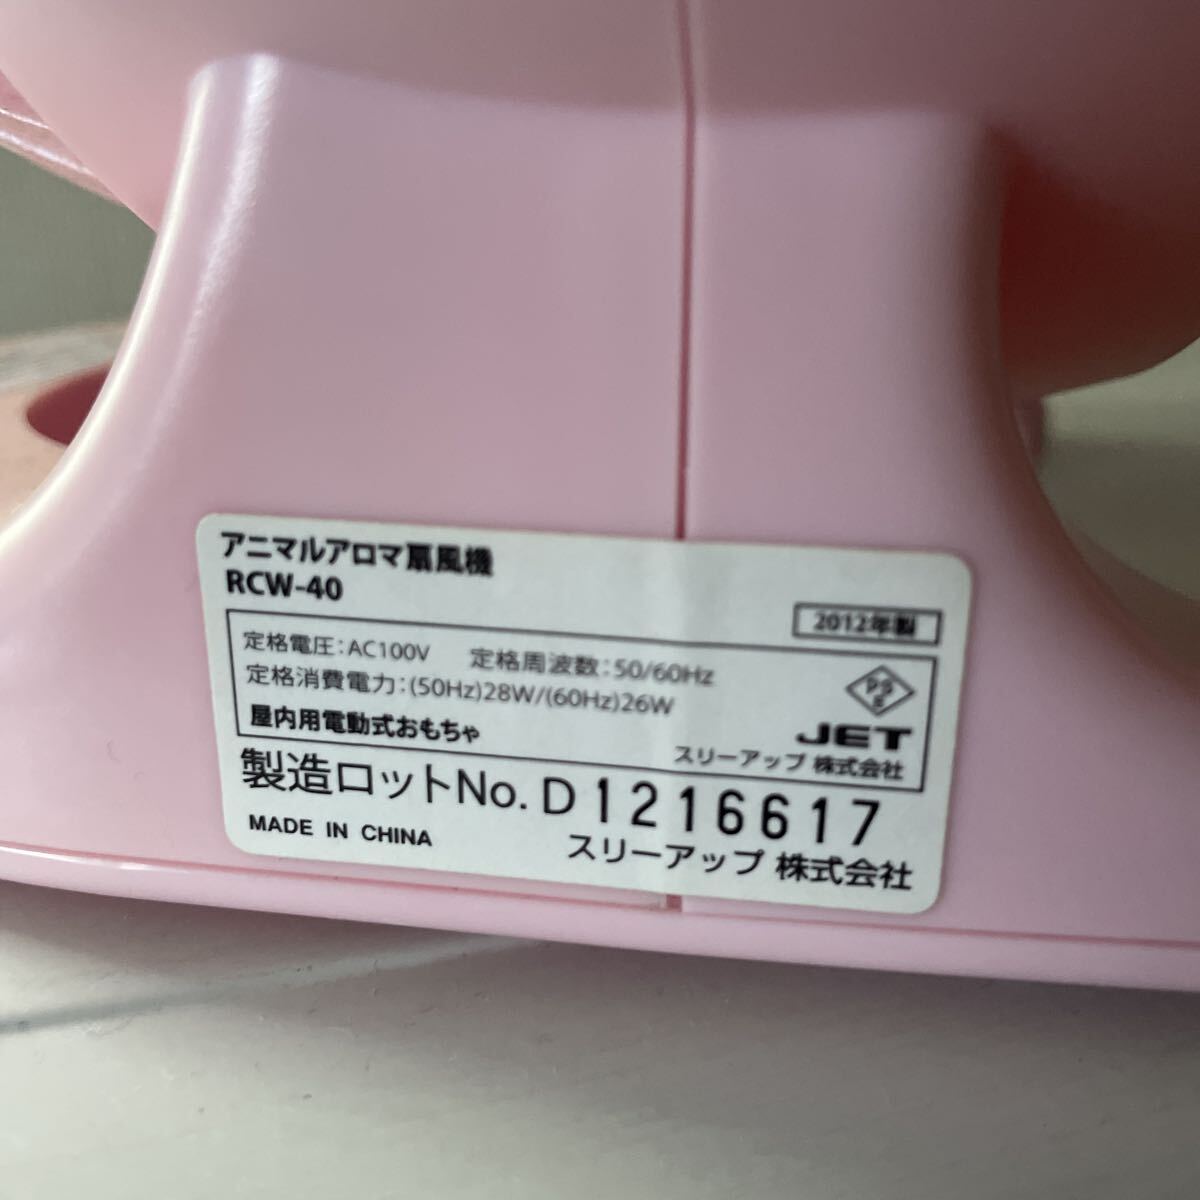 アニマルアロマ扇風機
RCW-40
2012年製
定格電圧：AC100V 定格周波数：50/60Hz
定格消費電力：(50Hz)28W/(60Hz)26W
屋内用電動式おもちゃ
PS
E
JET
スリーアップ 株式会社
製造ロットNo. D1216617
MADE IN CHINA
スリーアップ 株式会社